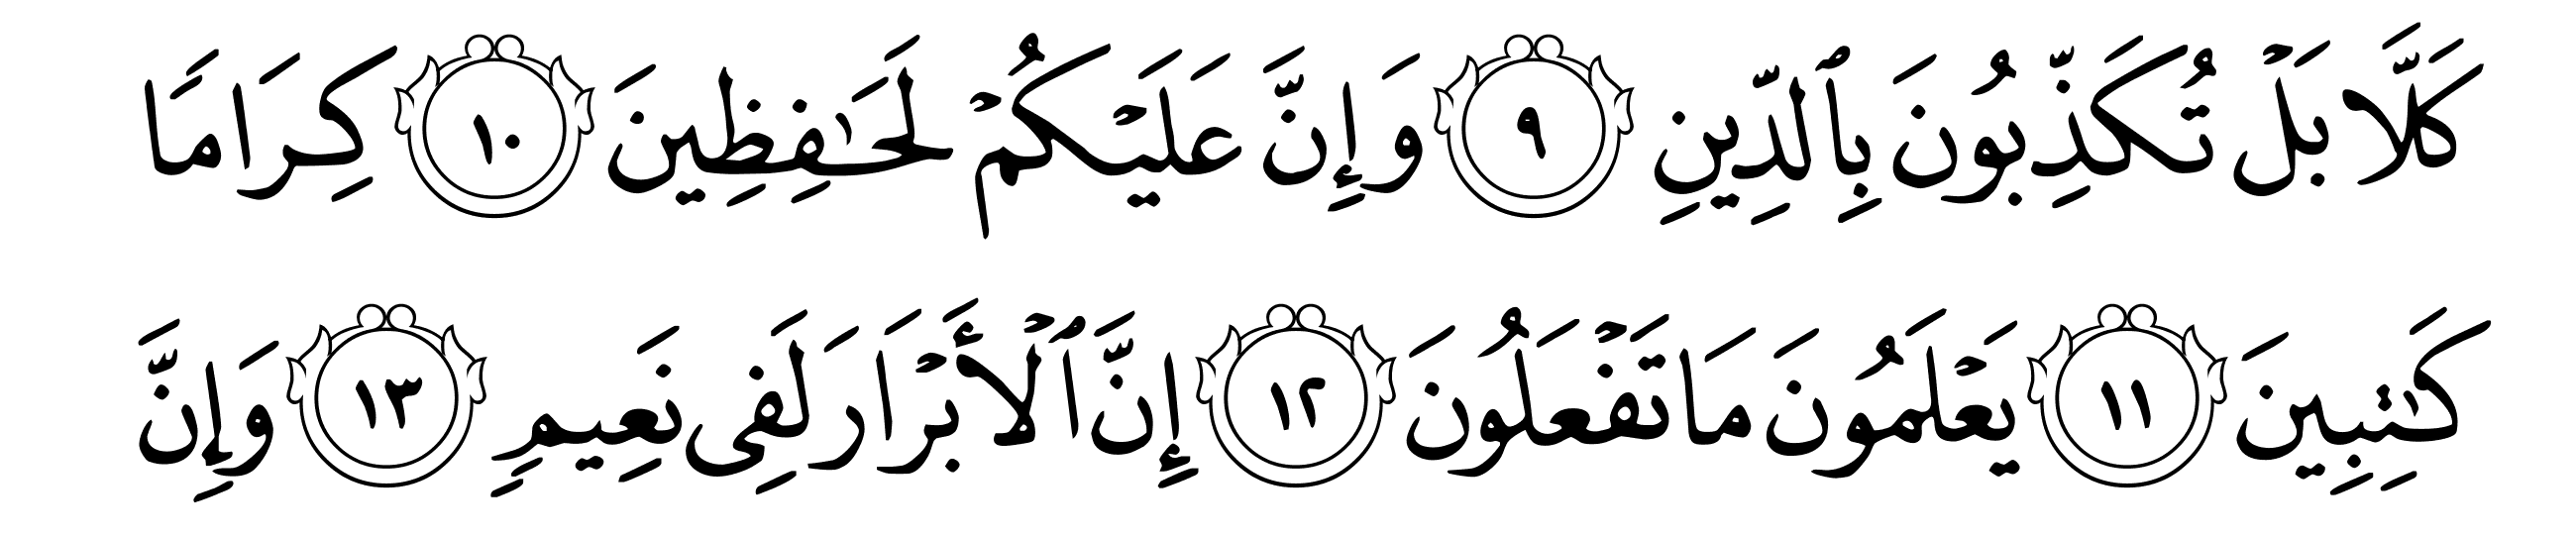 كَلَّا بَلْ تُكَذِّبُونَ بِٱلدِّينِ ٩ وَإِنَّ عَلَيْكُمْ لَحَـٰفِظِينَ ١٠ كِرَامًا
كَـٰتِبِينَ ١١ يَعْلَمُونَ مَا تَفْعَلُونَ ١٢ إِنَّ ٱلْأَبْرَارَ لَفِى نَعِيمٍ ١٣ وَإِنَّ